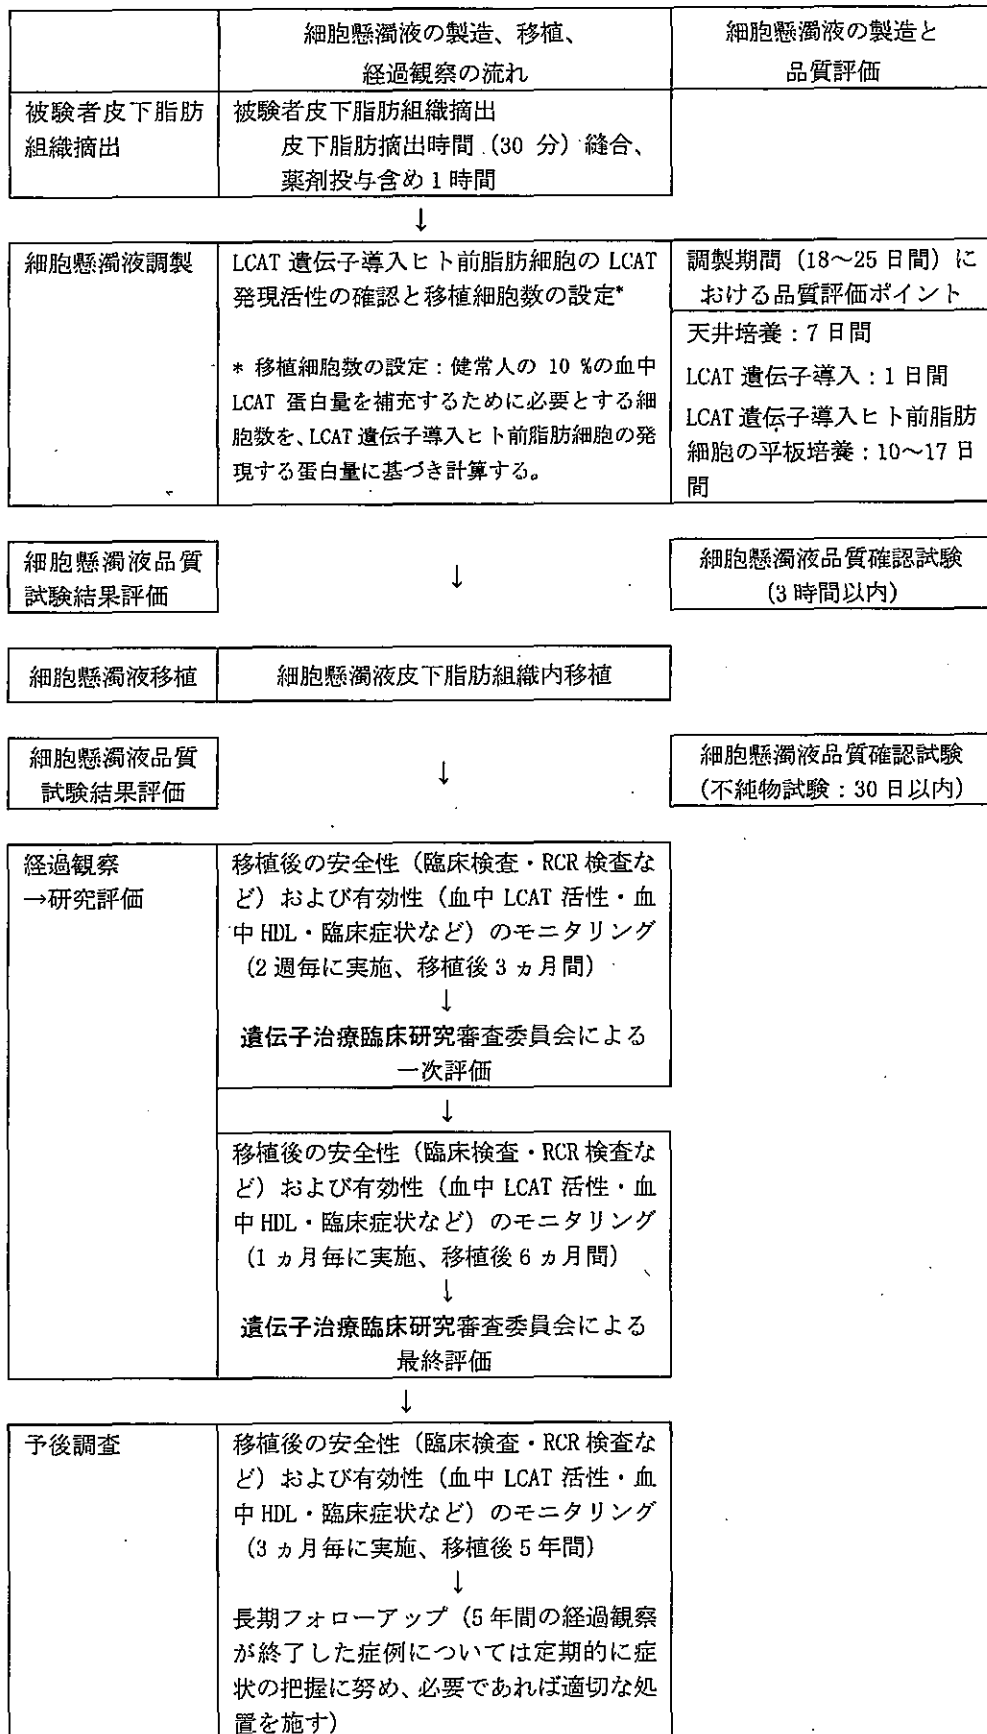 細胞懸濁液の製造、移植、
経過観察の流れ
細胞懸濁液の製造と
品質評価
被験者皮下脂肪
組織摘出
被験者皮下脂肪組織摘出
皮下脂肪摘出時間（30 分）縫合、
薬剤投与含め 1 時間
↓
細胞懸濁液調製
LCAT 遺伝子導入ヒト前脂肪細胞の LCAT
発現活性の確認と移植細胞数の設定*
* 移植細胞数の設定：健常人の 10 %の血中
LCAT 蛋白量を補充するために必要とする細
胞数を、LCAT 遺伝子導入ヒト前脂肪細胞の発
現する蛋白量に基づき計算する。
調製期間（18～25 日間）に
おける品質評価ポイント
天井培養：7 日間
LCAT 遺伝子導入：1 日間
LCAT 遺伝子導入ヒト前脂肪
細胞の平板培養：10～17 日
間
細胞懸濁液品質
試験結果評価
↓
細胞懸濁液品質確認試験
（3 時間以内）
細胞懸濁液移植
細胞懸濁液皮下脂肪組織内移植
細胞懸濁液品質
試験結果評価
↓
細胞懸濁液品質確認試験
（不純物試験：30 日以内）
経過観察
→研究評価
移植後の安全性（臨床検査・RCR 検査な
ど）および有効性（血中 LCAT 活性・血
中 HDL・臨床症状など）のモニタリング
（2 週毎に実施、移植後 3 ヵ月間）
↓
遺伝子治療臨床研究審査委員会による
一次評価
↓
移植後の安全性（臨床検査・RCR 検査な
ど）および有効性（血中 LCAT 活性・血
中 HDL・臨床症状など）のモニタリング
（1 ヵ月毎に実施、移植後 6 ヵ月間）
↓
遺伝子治療臨床研究審査委員会による
最終評価
↓
予後調査
移植後の安全性（臨床検査・RCR 検査な
ど）および有効性（血中 LCAT 活性・血
中 HDL・臨床症状など）のモニタリング
（3 ヵ月毎に実施、移植後 5 年間）
↓
長期フォローアップ（5 年間の経過観察
が終了した症例については定期的に症
状の把握に努め、必要であれば適切な処
置を施す）